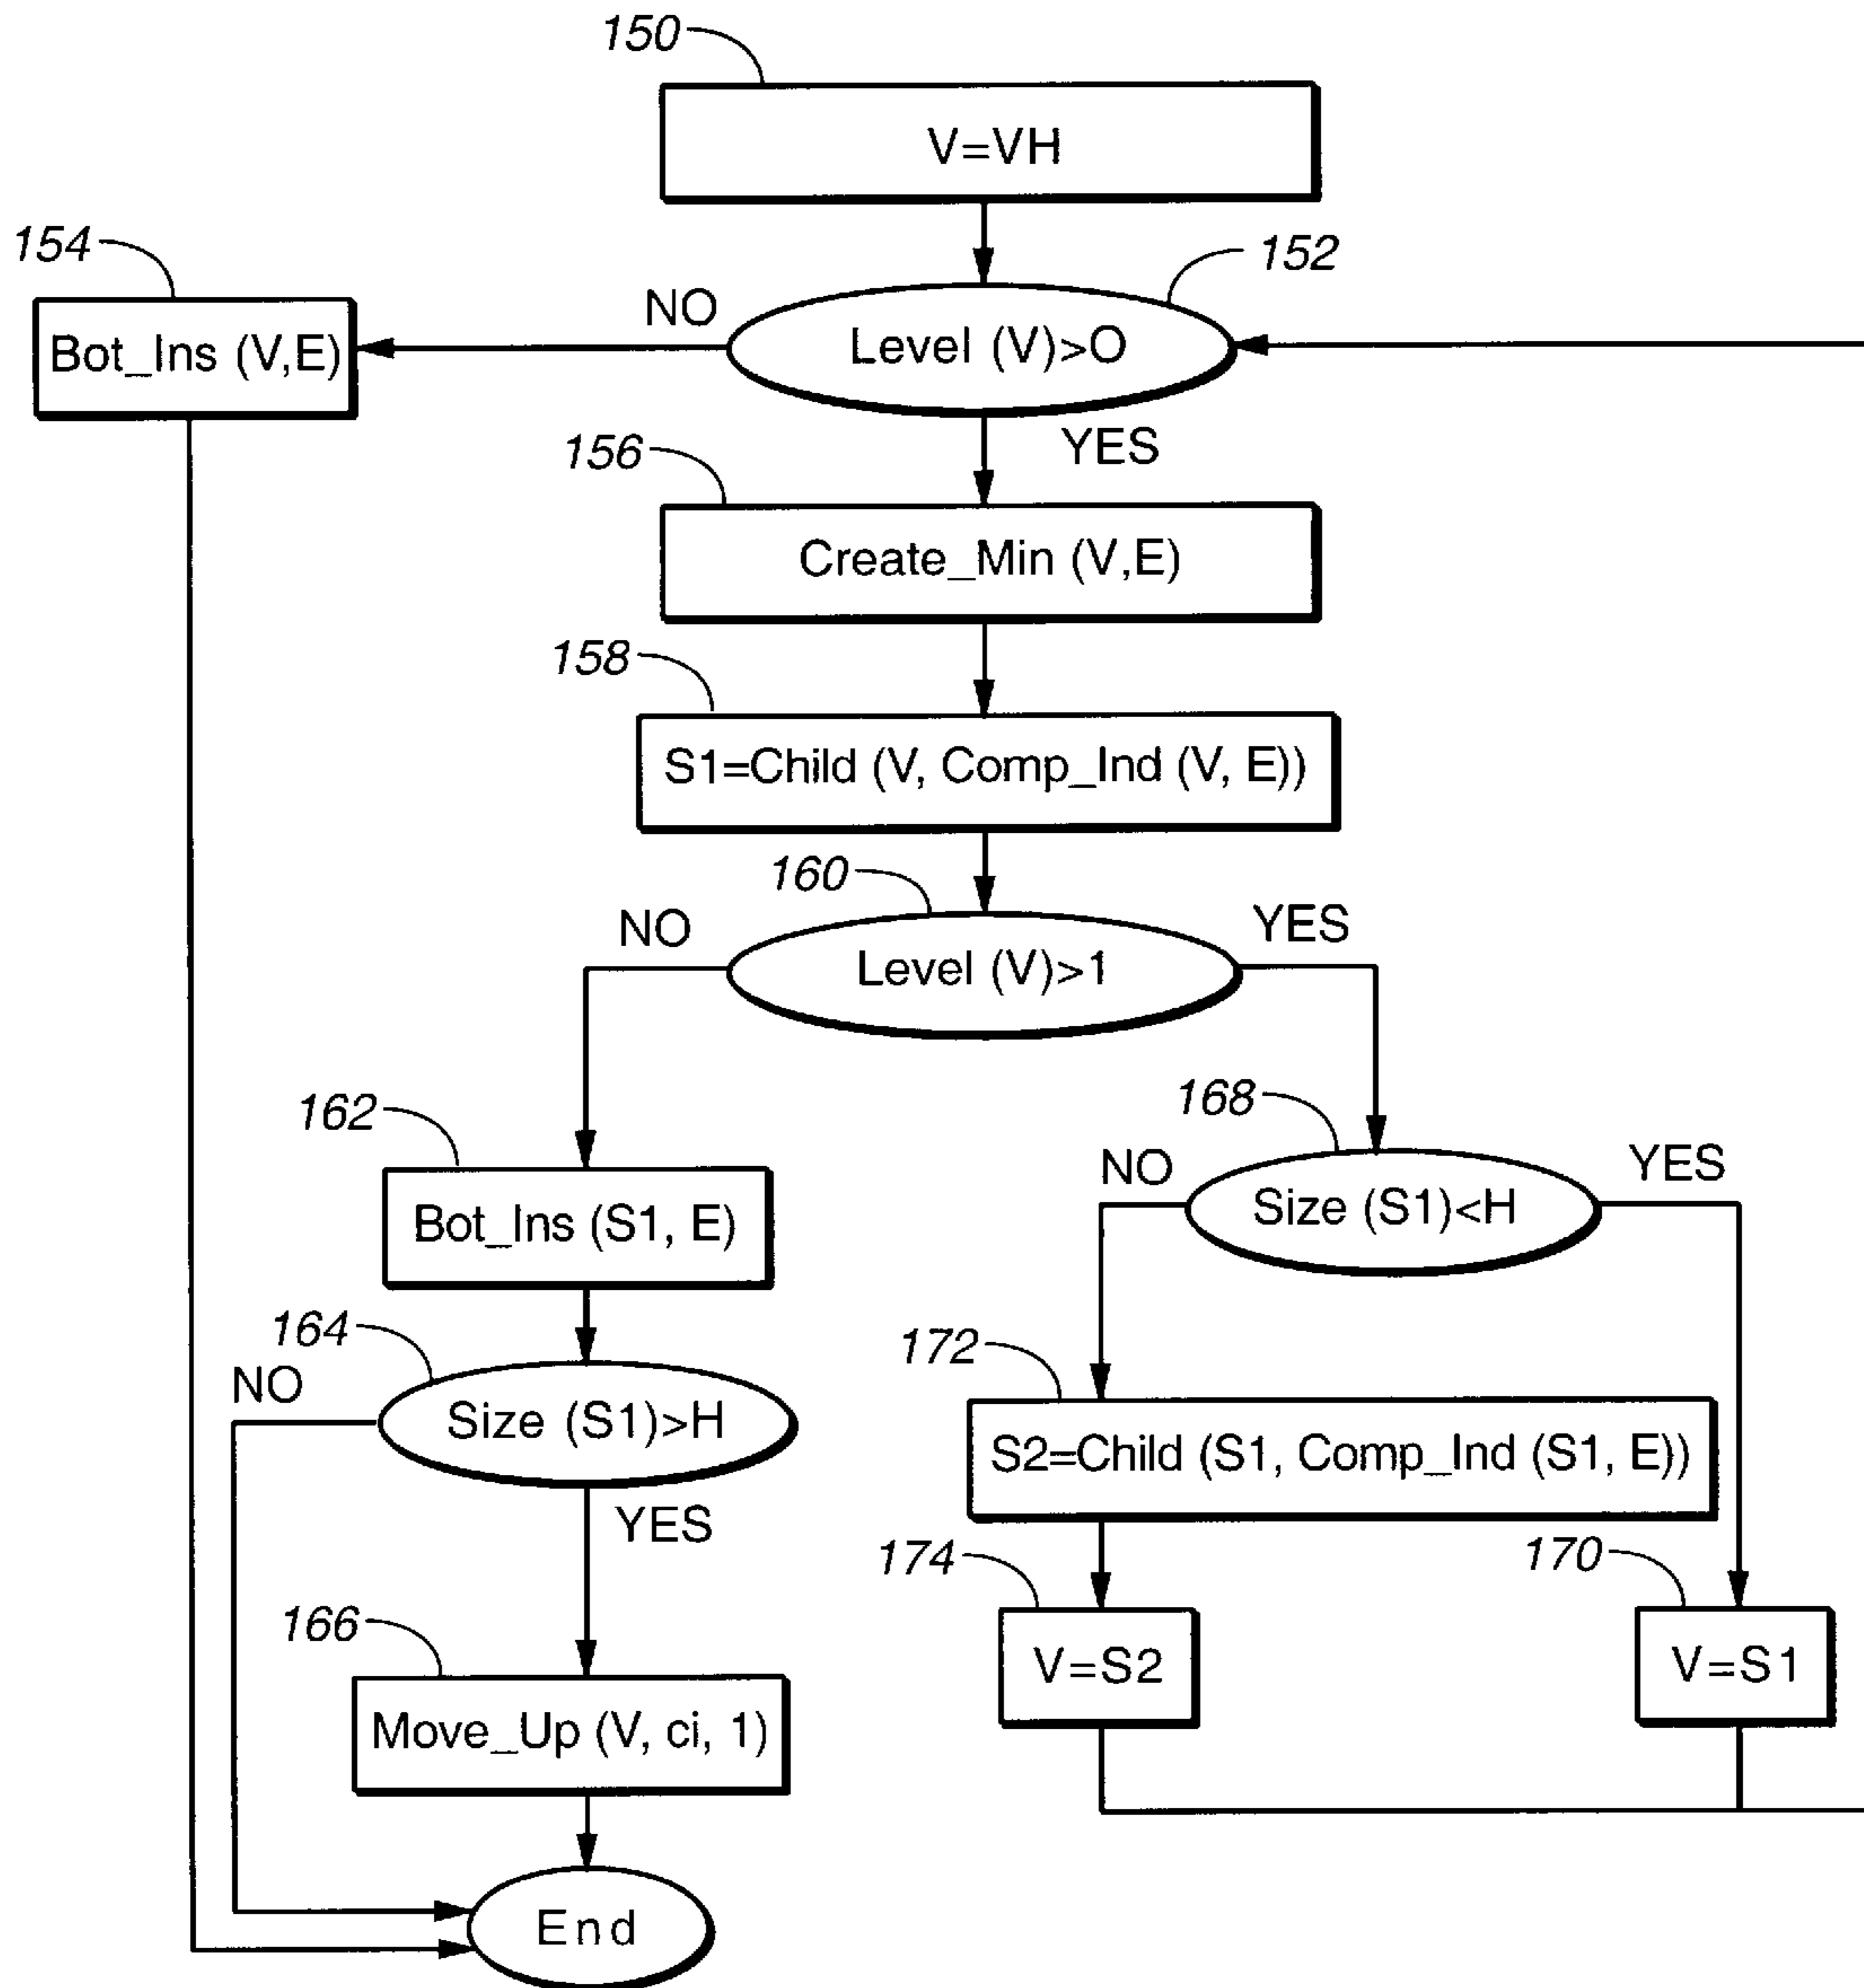 150
V=VH
154
152
NO
Bot_Ins (V,E)
Level (V)>O
YES
156
Create_Min (V,E)
158
S1=Child (V, Comp_Ind (V, E))
160
NO
YES
Level (V)>1
162
168
NO
YES
Bot_Ins (S1, E)
Size (S1)<H
164
172
NO
Size (S1)>H
S2=Child (S1, Comp_Ind (S1, E))
YES
174
170
166
V=S2
V=S1
Move_Up (V, ci, 1)
End